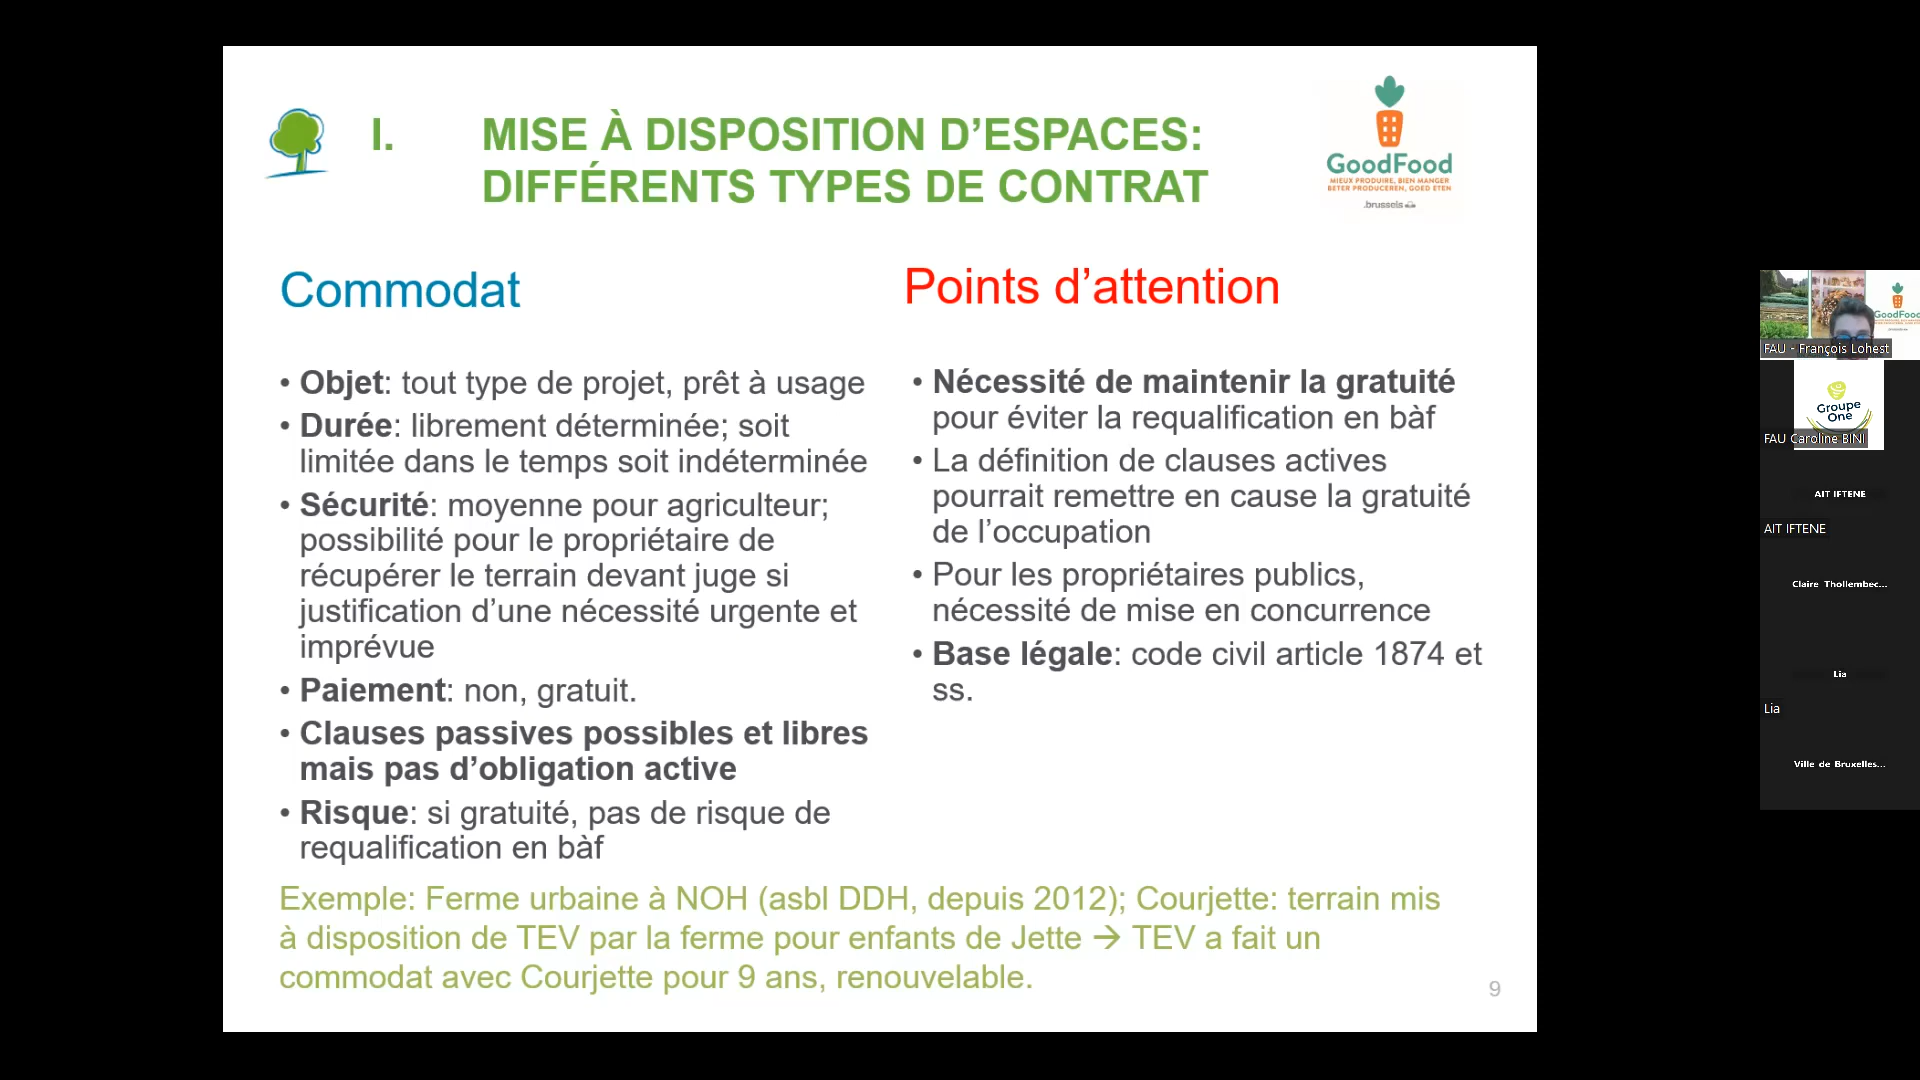 I. MISE À DISPOSITION D’ESPACES:
DIFFÉRENTS TYPES DE CONTRAT
GoodFood
MIEUX PRODUIRE, BIEN MANGER
BETER PRODUCEREN, GOED ETEN
.brussels
Commodat
• Objet: tout type de projet, prêt à usage
• Durée: librement déterminée; soit
limitée dans le temps soit indéterminée
• Sécurité: moyenne pour agriculteur;
possibilité pour le propriétaire de
récupérer le terrain devant juge si
justification d’une nécessité urgente et
imprévue
• Paiement: non, gratuit.
• Clauses passives possibles et libres
mais pas d’obligation active
• Risque: si gratuité, pas de risque de
requalification en bàf
Points d’attention
• Nécessité de maintenir la gratuité
pour éviter la requalification en bàf
• La définition de clauses actives
pourrait remettre en cause la gratuité
de l’occupation
• Pour les propriétaires publics,
nécessité de mise en concurrence
• Base légale: code civil article 1874 et
ss.
Exemple: Ferme urbaine à NOH (asbl DDH, depuis 2012); Courjette: terrain mis
à disposition de TEV par la ferme pour enfants de Jette → TEV a fait un
commodat avec Courjette pour 9 ans, renouvelable.
9
GoodFood
FAU - François Lohest
Groupe
One
FAU Caroline BINI
AIT IFTENE
AIT IFTENE
Claire Thollembec...
Lia
Lia
Ville de Bruxelles...